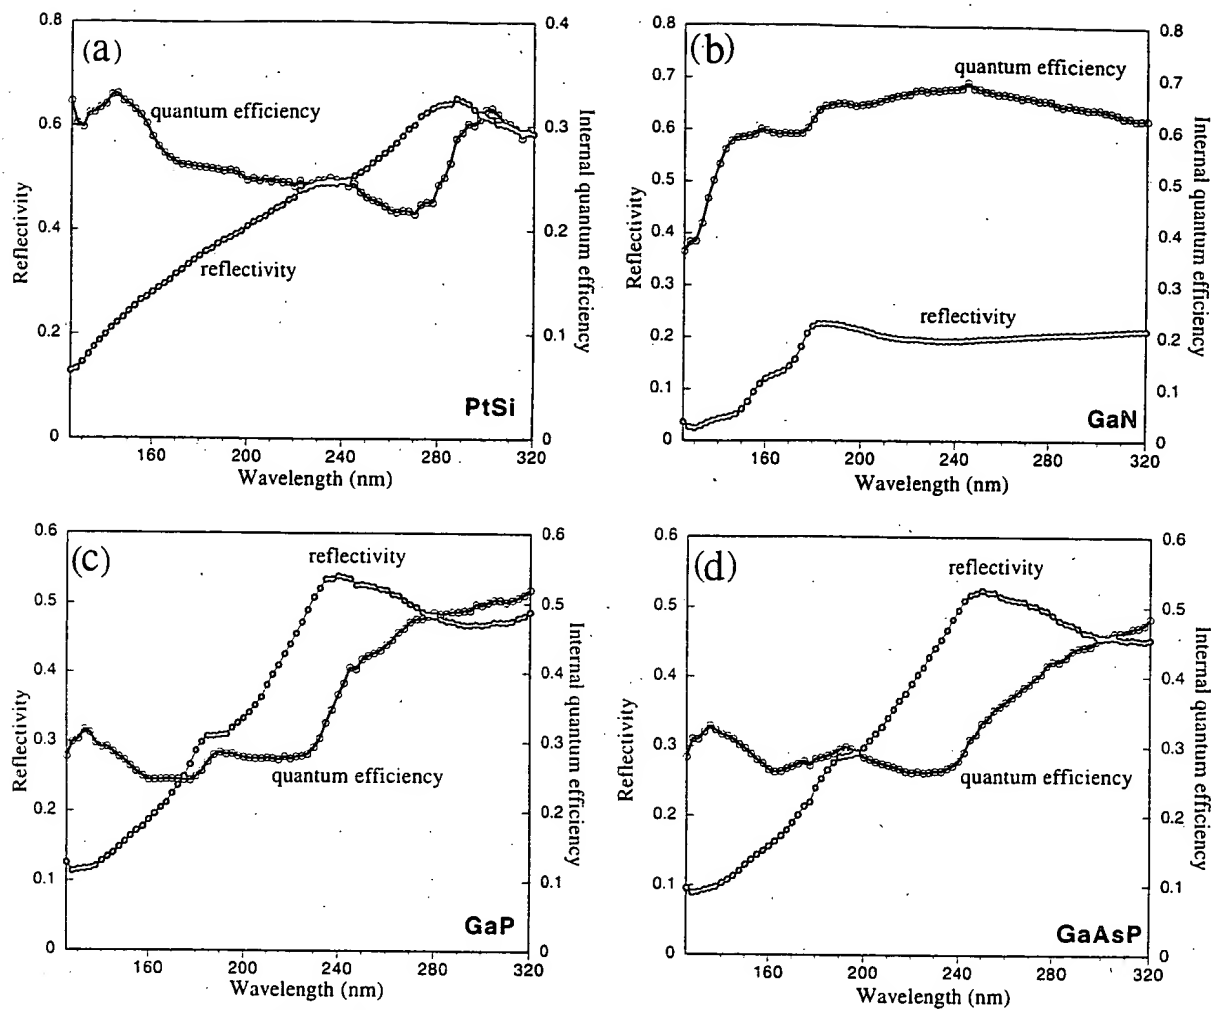 (a)
0.8
0.6
0.4
0.2
0
Reflectivity
0.4
0.3
0.2
0.1
0
Internal quantum efficiency
quantum efficiency
reflectivity
PtSi
160 200 240 280 320
Wavelength (nm)
(b)
0.8
0.7
0.6
0.5
0.4
0.3
0.2
0.1
0
Reflectivity
0.8
0.7
0.6
0.5
0.4
0.3
0.2
0.1
0
Internal quantum efficiency
quantum efficiency
reflectivity
GaN
160 200 240 280 320
Wavelength (nm)
(c)
0.6
0.5
0.4
0.3
0.2
0.1
0
Reflectivity
0.6
0.5
0.4
0.3
0.2
0.1
0
Internal quantum efficiency
reflectivity
quantum efficiency
GaP
160 200 240 280 320
Wavelength (nm)
(d)
0.6
0.5
0.4
0.3
0.2
0.1
0
Reflectivity
0.6
0.5
0.4
0.3
0.2
0.1
0
Internal quantum efficiency
reflectivity
quantum efficiency
GaAsP
160 200 240 280 320
Wavelength (nm)